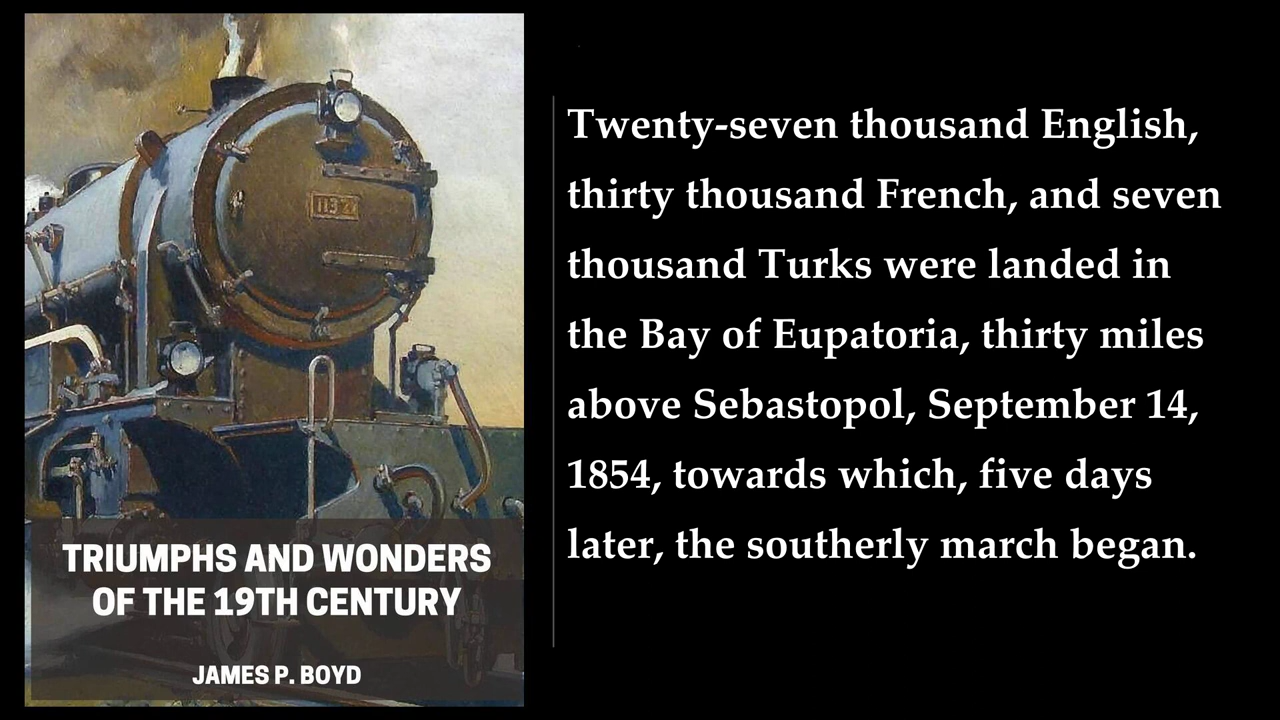 TRIUMPHS AND WONDERS
OF THE 19TH CENTURY
JAMES P. BOYD
Twenty-seven thousand English,
thirty thousand French, and seven
thousand Turks were landed in
the Bay of Eupatoria, thirty miles
above Sebastopol, September 14,
1854, towards which, five days
later, the southerly march began.